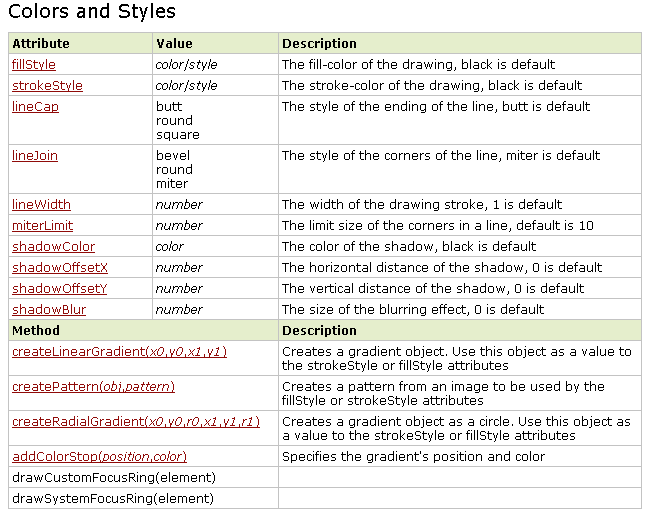 Colors and Styles
Attribute Value Description
fillStyle color/style The fill-color of the drawing, black is default
strokeStyle color/style The stroke-color of the drawing, black is default
lineCap butt The style of the ending of the line, butt is default
round
square
lineJoin bevel The style of the corners of the line, miter is default
round
miter
lineWidth number The width of the drawing stroke, 1 is default
miterLimit number The limit size of the corners in a line, default is 10
shadowColor color The color of the shadow, black is default
shadowOffsetX number The horizontal distance of the shadow, 0 is default
shadowOffsetY number The vertical distance of the shadow, 0 is default
shadowBlur number The size of the blurring effect, 0 is default
Method Description
createLinearGradient(x0,y0,x1,y1) Creates a gradient object. Use this object as a value to
the strokeStyle or fillStyle attributes
createPattern(obj,pattern) Creates a pattern from an image to be used by the
fillStyle or strokeStyle attributes
createRadialGradient(x0,y0,r0,x1,y1,r1) Creates a gradient object as a circle. Use this object as
a value to the strokeStyle or fillStyle attributes
addColorStop(position,color) Specifies the gradient's position and color
drawCustomFocusRing(element)
drawSystemFocusRing(element)